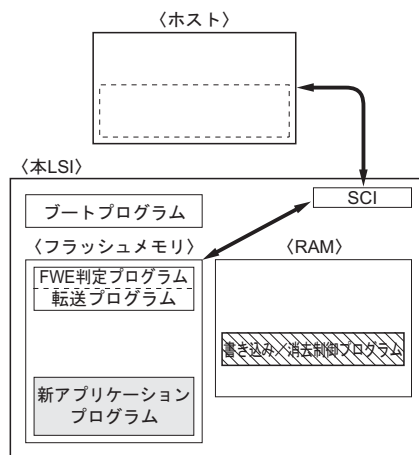 〈ホスト〉
〈本LSI〉
SCI
ブートプログラム
〈フラッシュメモリ〉
〈RAM〉
FWE判定プログラム
転送プログラム
書き込み／消去制御プログラム
新アプリケーション
プログラム